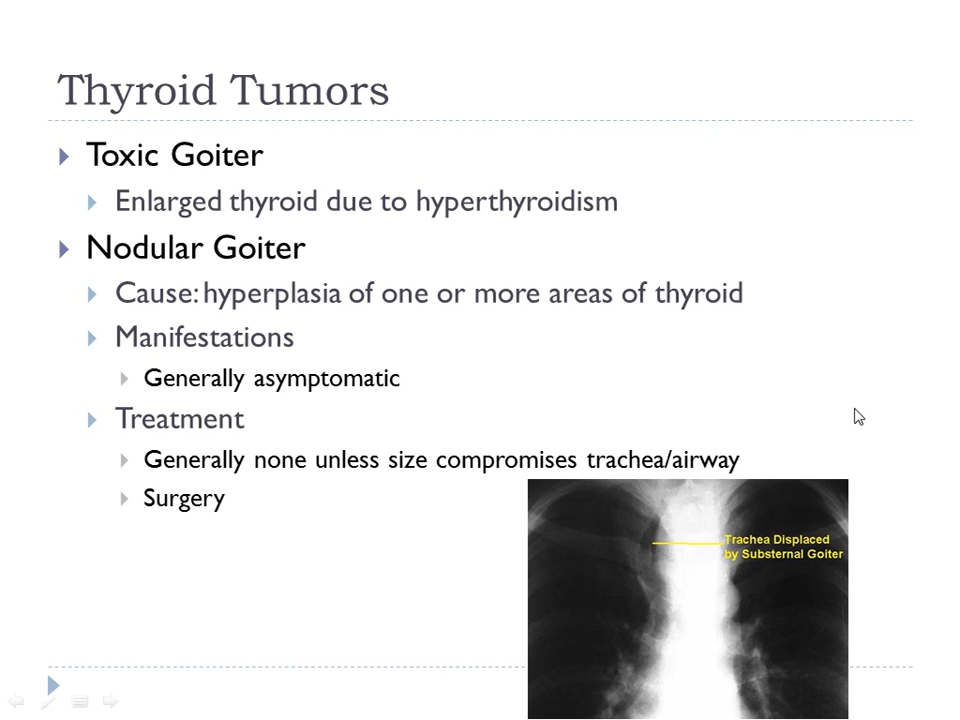 Thyroid Tumors
Toxic Goiter
Enlarged thyroid due to hyperthyroidism
Nodular Goiter
Cause: hyperplasia of one or more areas of thyroid
Manifestations
Generally asymptomatic
Treatment
Generally none unless size compromises trachea/airway
Surgery
Trachea Displaced
by Substernal Goiter